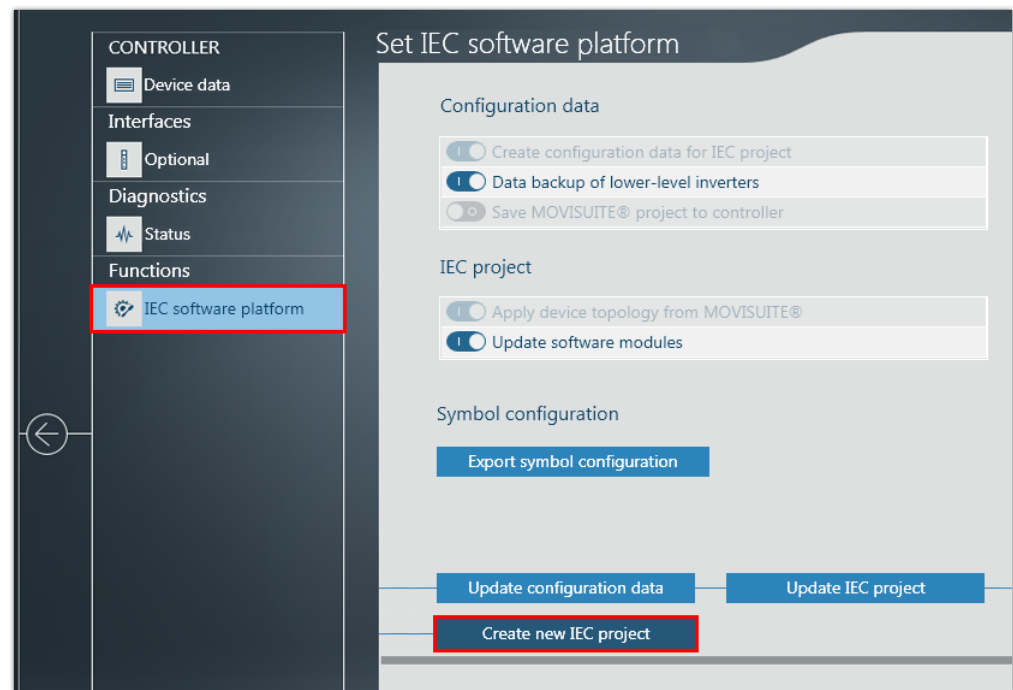 CONTROLLER
Device data
Interfaces
Optional
Diagnostics
Status
Functions
IEC software platform
Set IEC software platform
Configuration data
Create configuration data for IEC project
Data backup of lower-level inverters
Save MOVISUITE® project to controller
IEC project
Apply device topology from MOVISUITE®
Update software modules
Symbol configuration
Export symbol configuration
Update configuration data
Update IEC project
Create new IEC project